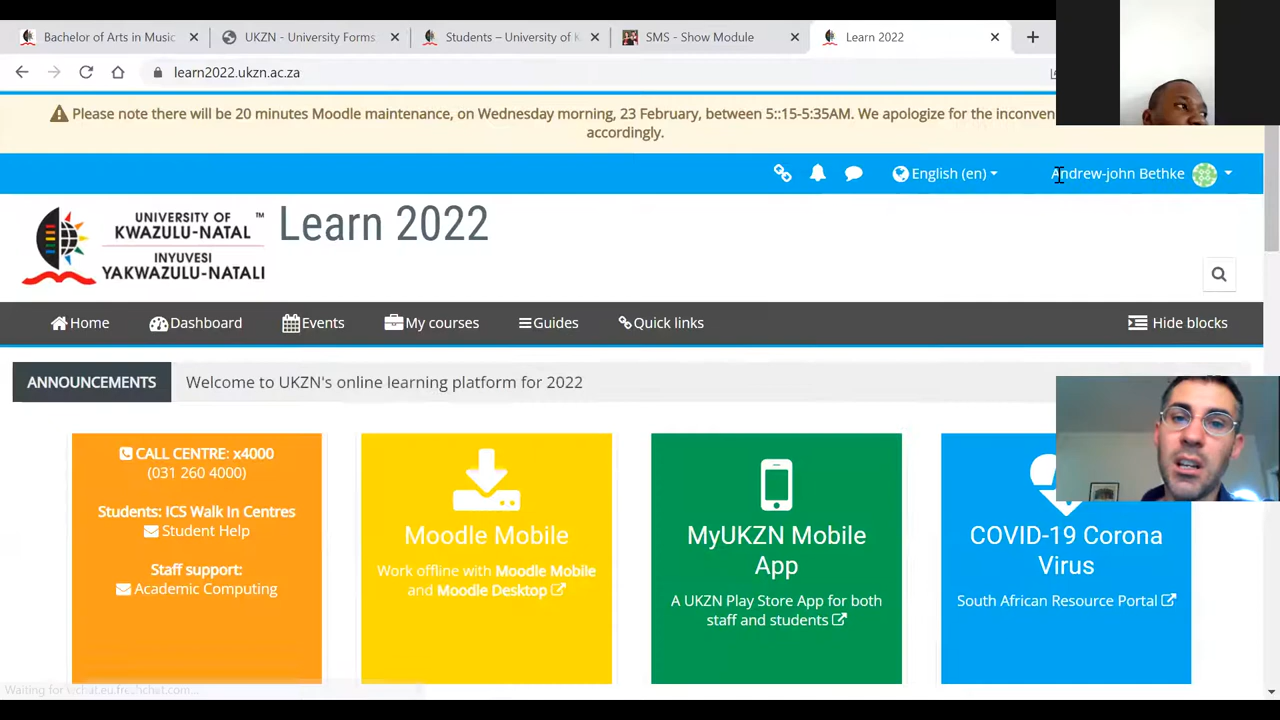 Bachelor of Arts in Music
UKZN - University Forms
Students – University of K
SMS - Show Module
Learn 2022
learn2022.ukzn.ac.za
Please note there will be 20 minutes Moodle maintenance, on Wednesday morning, 23 February, between 5::15-5:35AM. We apologize for the inconven
accordingly.
English (en)
Andrew-john Bethke
UNIVERSITY OF ™
KWAZULU-NATAL
INYUVESI
YAKWAZULU-NATALI
Learn 2022
Home
Dashboard
Events
My courses
Guides
Quick links
Hide blocks
ANNOUNCEMENTS
Welcome to UKZN's online learning platform for 2022
CALL CENTRE: x4000
(031 260 4000)
Students: ICS Walk In Centres
Student Help
Staff support:
Academic Computing
Moodle Mobile
Work offline with Moodle Mobile
and Moodle Desktop
MyUKZN Mobile
App
A UKZN Play Store App for both
staff and students
COVID-19 Corona
Virus
South African Resource Portal